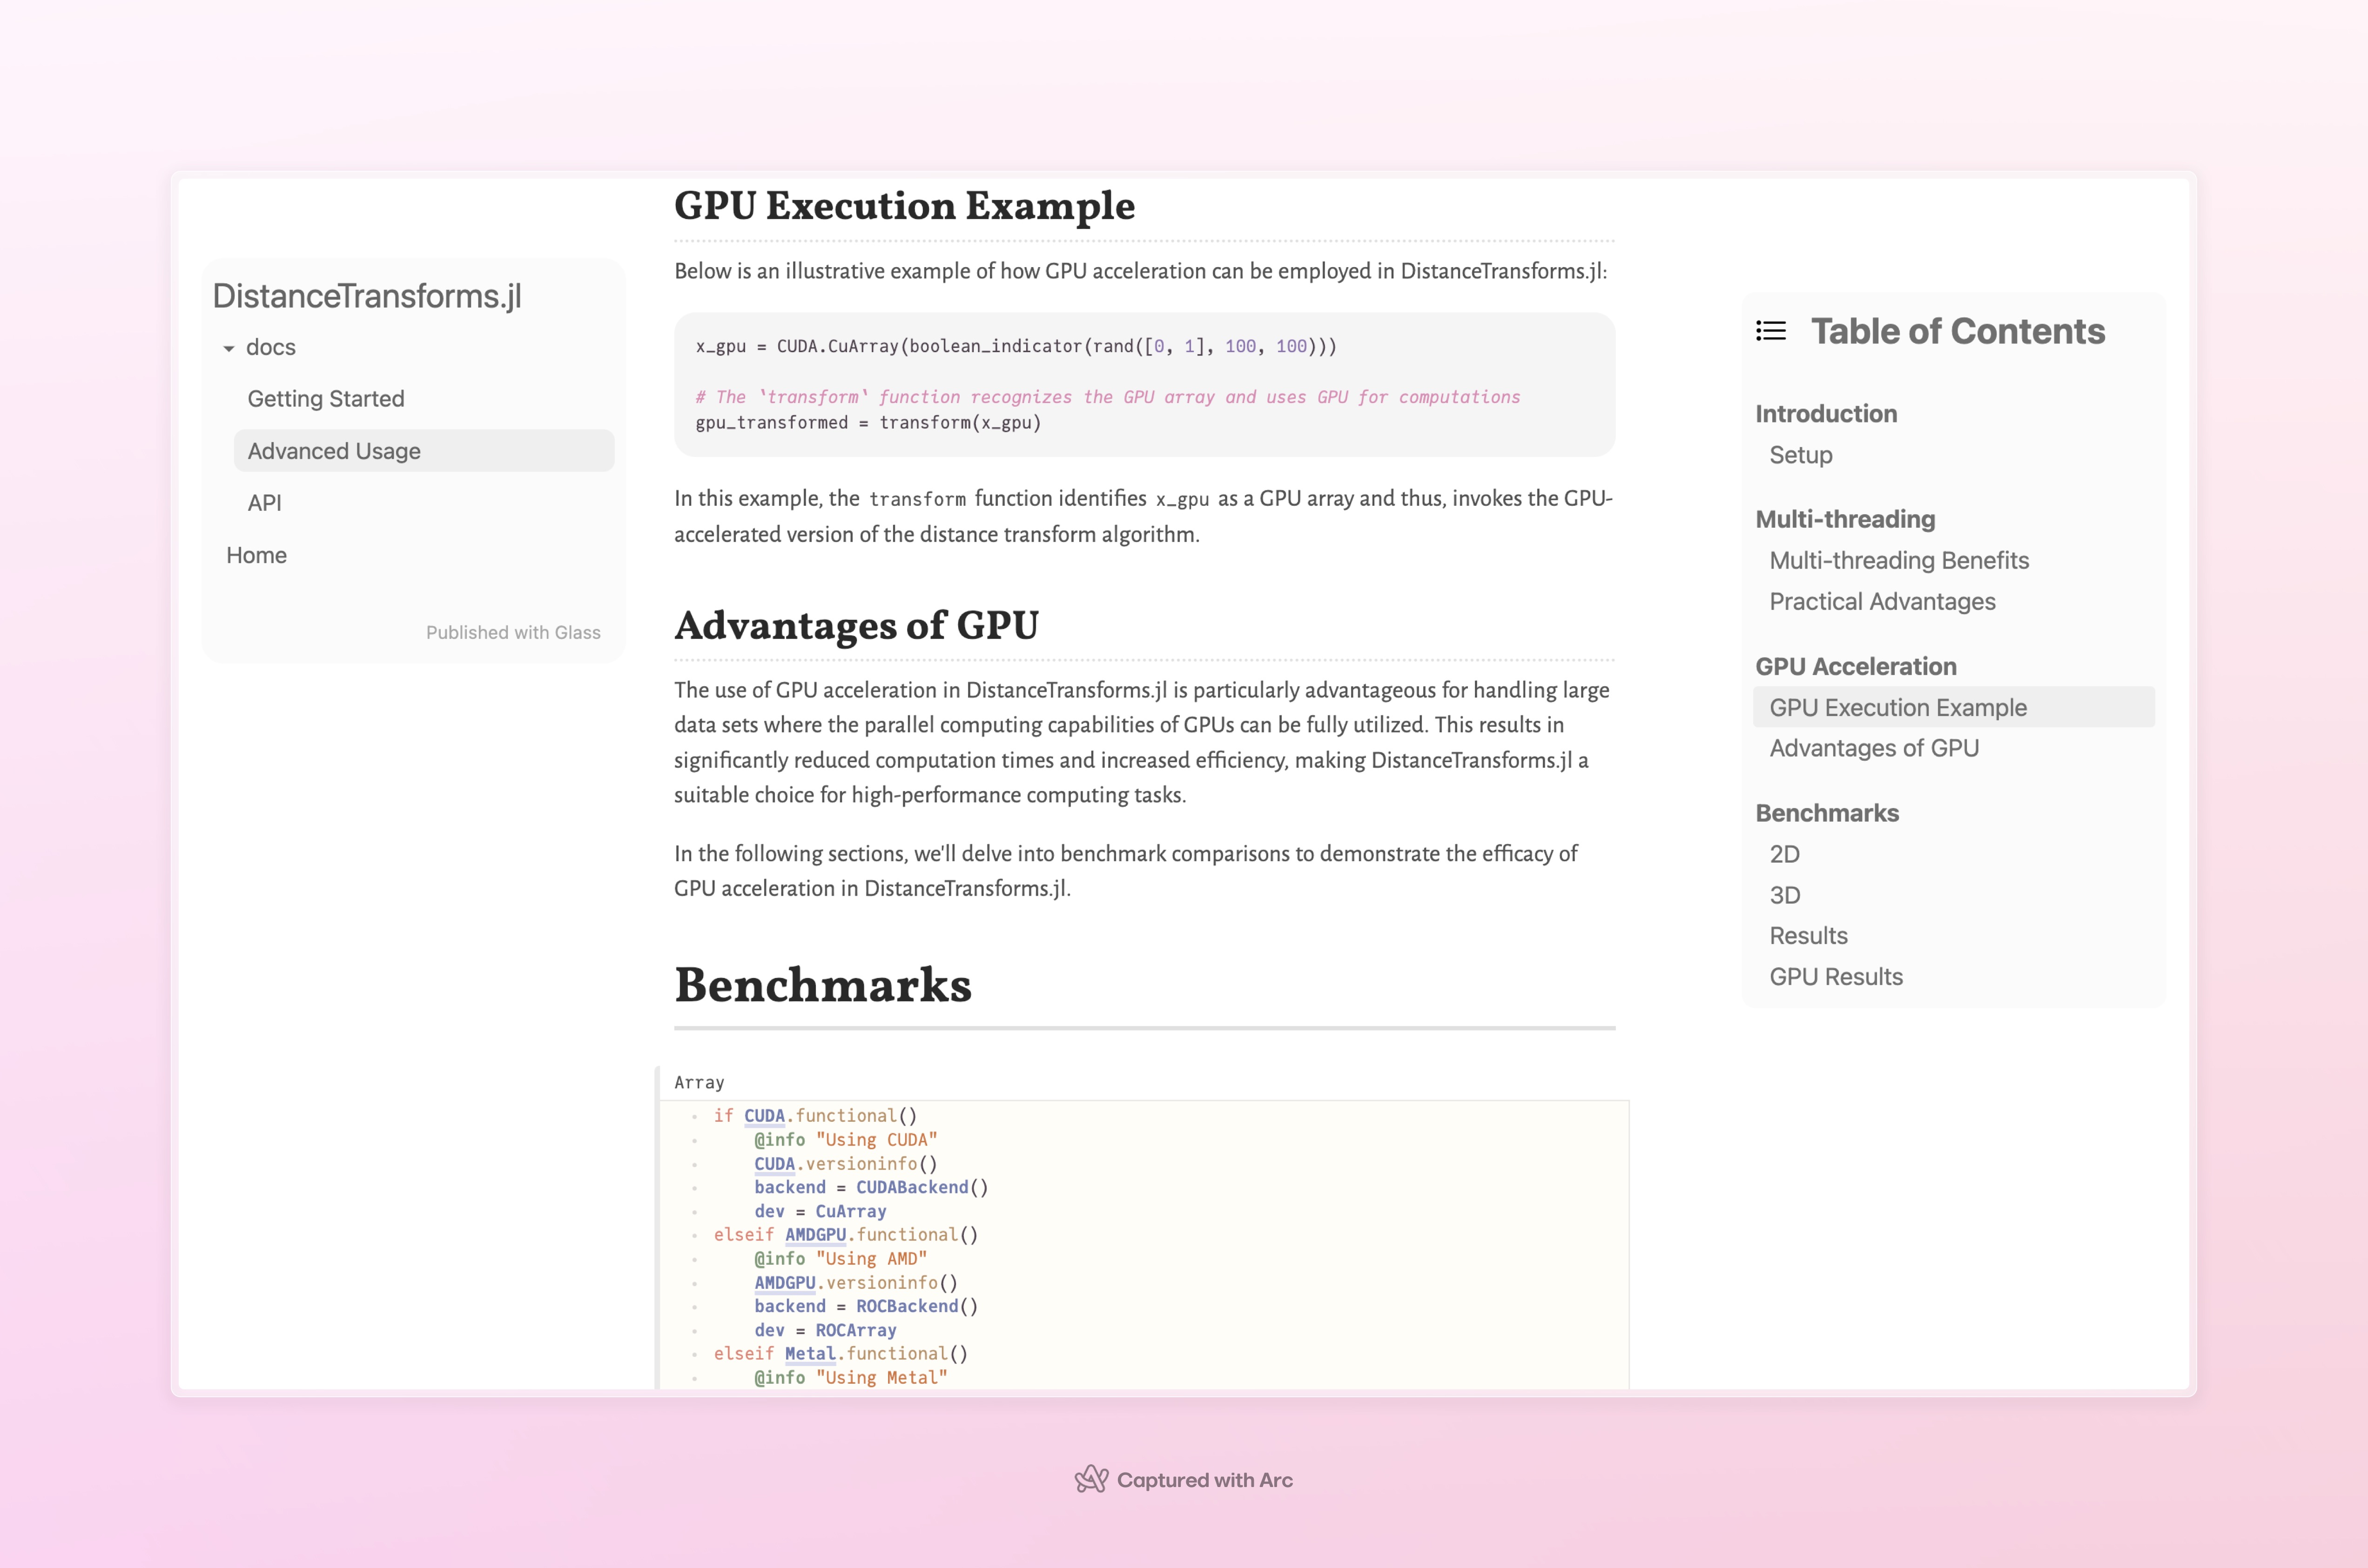 DistanceTransforms.jl
docs
Getting Started
Advanced Usage
API
Home
Published with Glass
GPU Execution Example
Below is an illustrative example of how GPU acceleration can be employed in DistanceTransforms.jl:
x_gpu = CUDA.CuArray(boolean_indicator(rand([0, 1], 100, 100)))
# The `transform` function recognizes the GPU array and uses GPU for computations
gpu_transformed = transform(x_gpu)
In this example, the transform function identifies x_gpu as a GPU array and thus, invokes the GPU-
accelerated version of the distance transform algorithm.
Advantages of GPU
The use of GPU acceleration in DistanceTransforms.jl is particularly advantageous for handling large
data sets where the parallel computing capabilities of GPUs can be fully utilized. This results in
significantly reduced computation times and increased efficiency, making DistanceTransforms.jl a
suitable choice for high-performance computing tasks.
In the following sections, we'll delve into benchmark comparisons to demonstrate the efficacy of
GPU acceleration in DistanceTransforms.jl.
Benchmarks
Array
if CUDA.functional()
    @info "Using CUDA"
    CUDA.versioninfo()
    backend = CUDABackend()
    dev = CuArray
elseif AMDGPU.functional()
    @info "Using AMD"
    AMDGPU.versioninfo()
    backend = ROCBackend()
    dev = ROCArray
elseif Metal.functional()
    @info "Using Metal"
Table of Contents
Introduction
Setup
Multi-threading
Multi-threading Benefits
Practical Advantages
GPU Acceleration
GPU Execution Example
Advantages of GPU
Benchmarks
2D
3D
Results
GPU Results
Captured with Arc